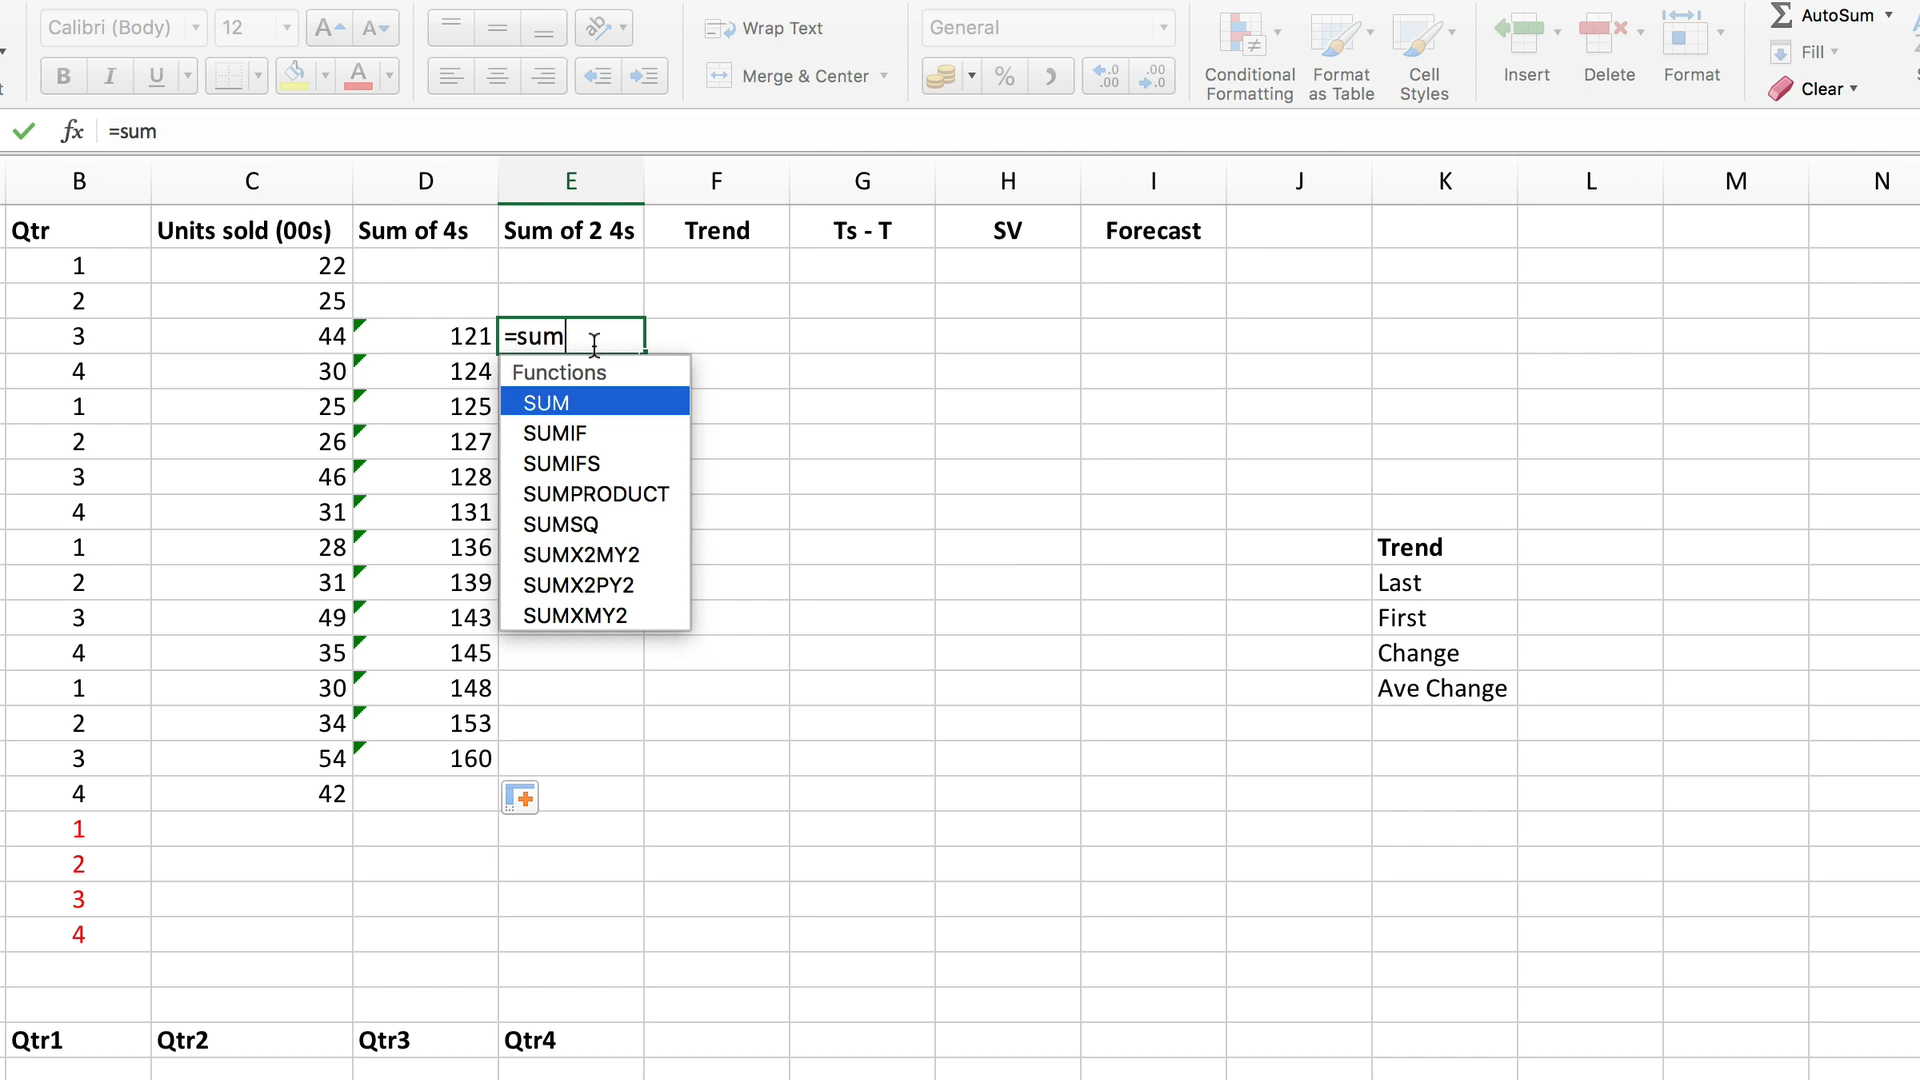 Calibri (Body) 12 A A Wrap Text General AutoSum
B I U A Merge & Center % .00 .00 Conditional Formatting Format as Table Cell Styles Insert Delete Format Fill
Clear
fx =sum
B C D E F G H I J K L M N
Qtr Units sold (00s) Sum of 4s Sum of 2 4s Trend Ts - T SV Forecast
1 22
2 25
3 44 121 =sum
4 30 124 Functions
1 25 125 SUM
2 26 127 SUMIF
3 46 128 SUMIFS
4 31 131 SUMPRODUCT
SUMSQ
1 28 136 SUMX2MY2 Trend
2 31 139 SUMX2PY2 Last
3 49 143 SUMXMY2 First
4 35 145 Change
1 30 148 Ave Change
2 34 153
3 54 160
4 42
1
2
3
4
Qtr1 Qtr2 Qtr3 Qtr4